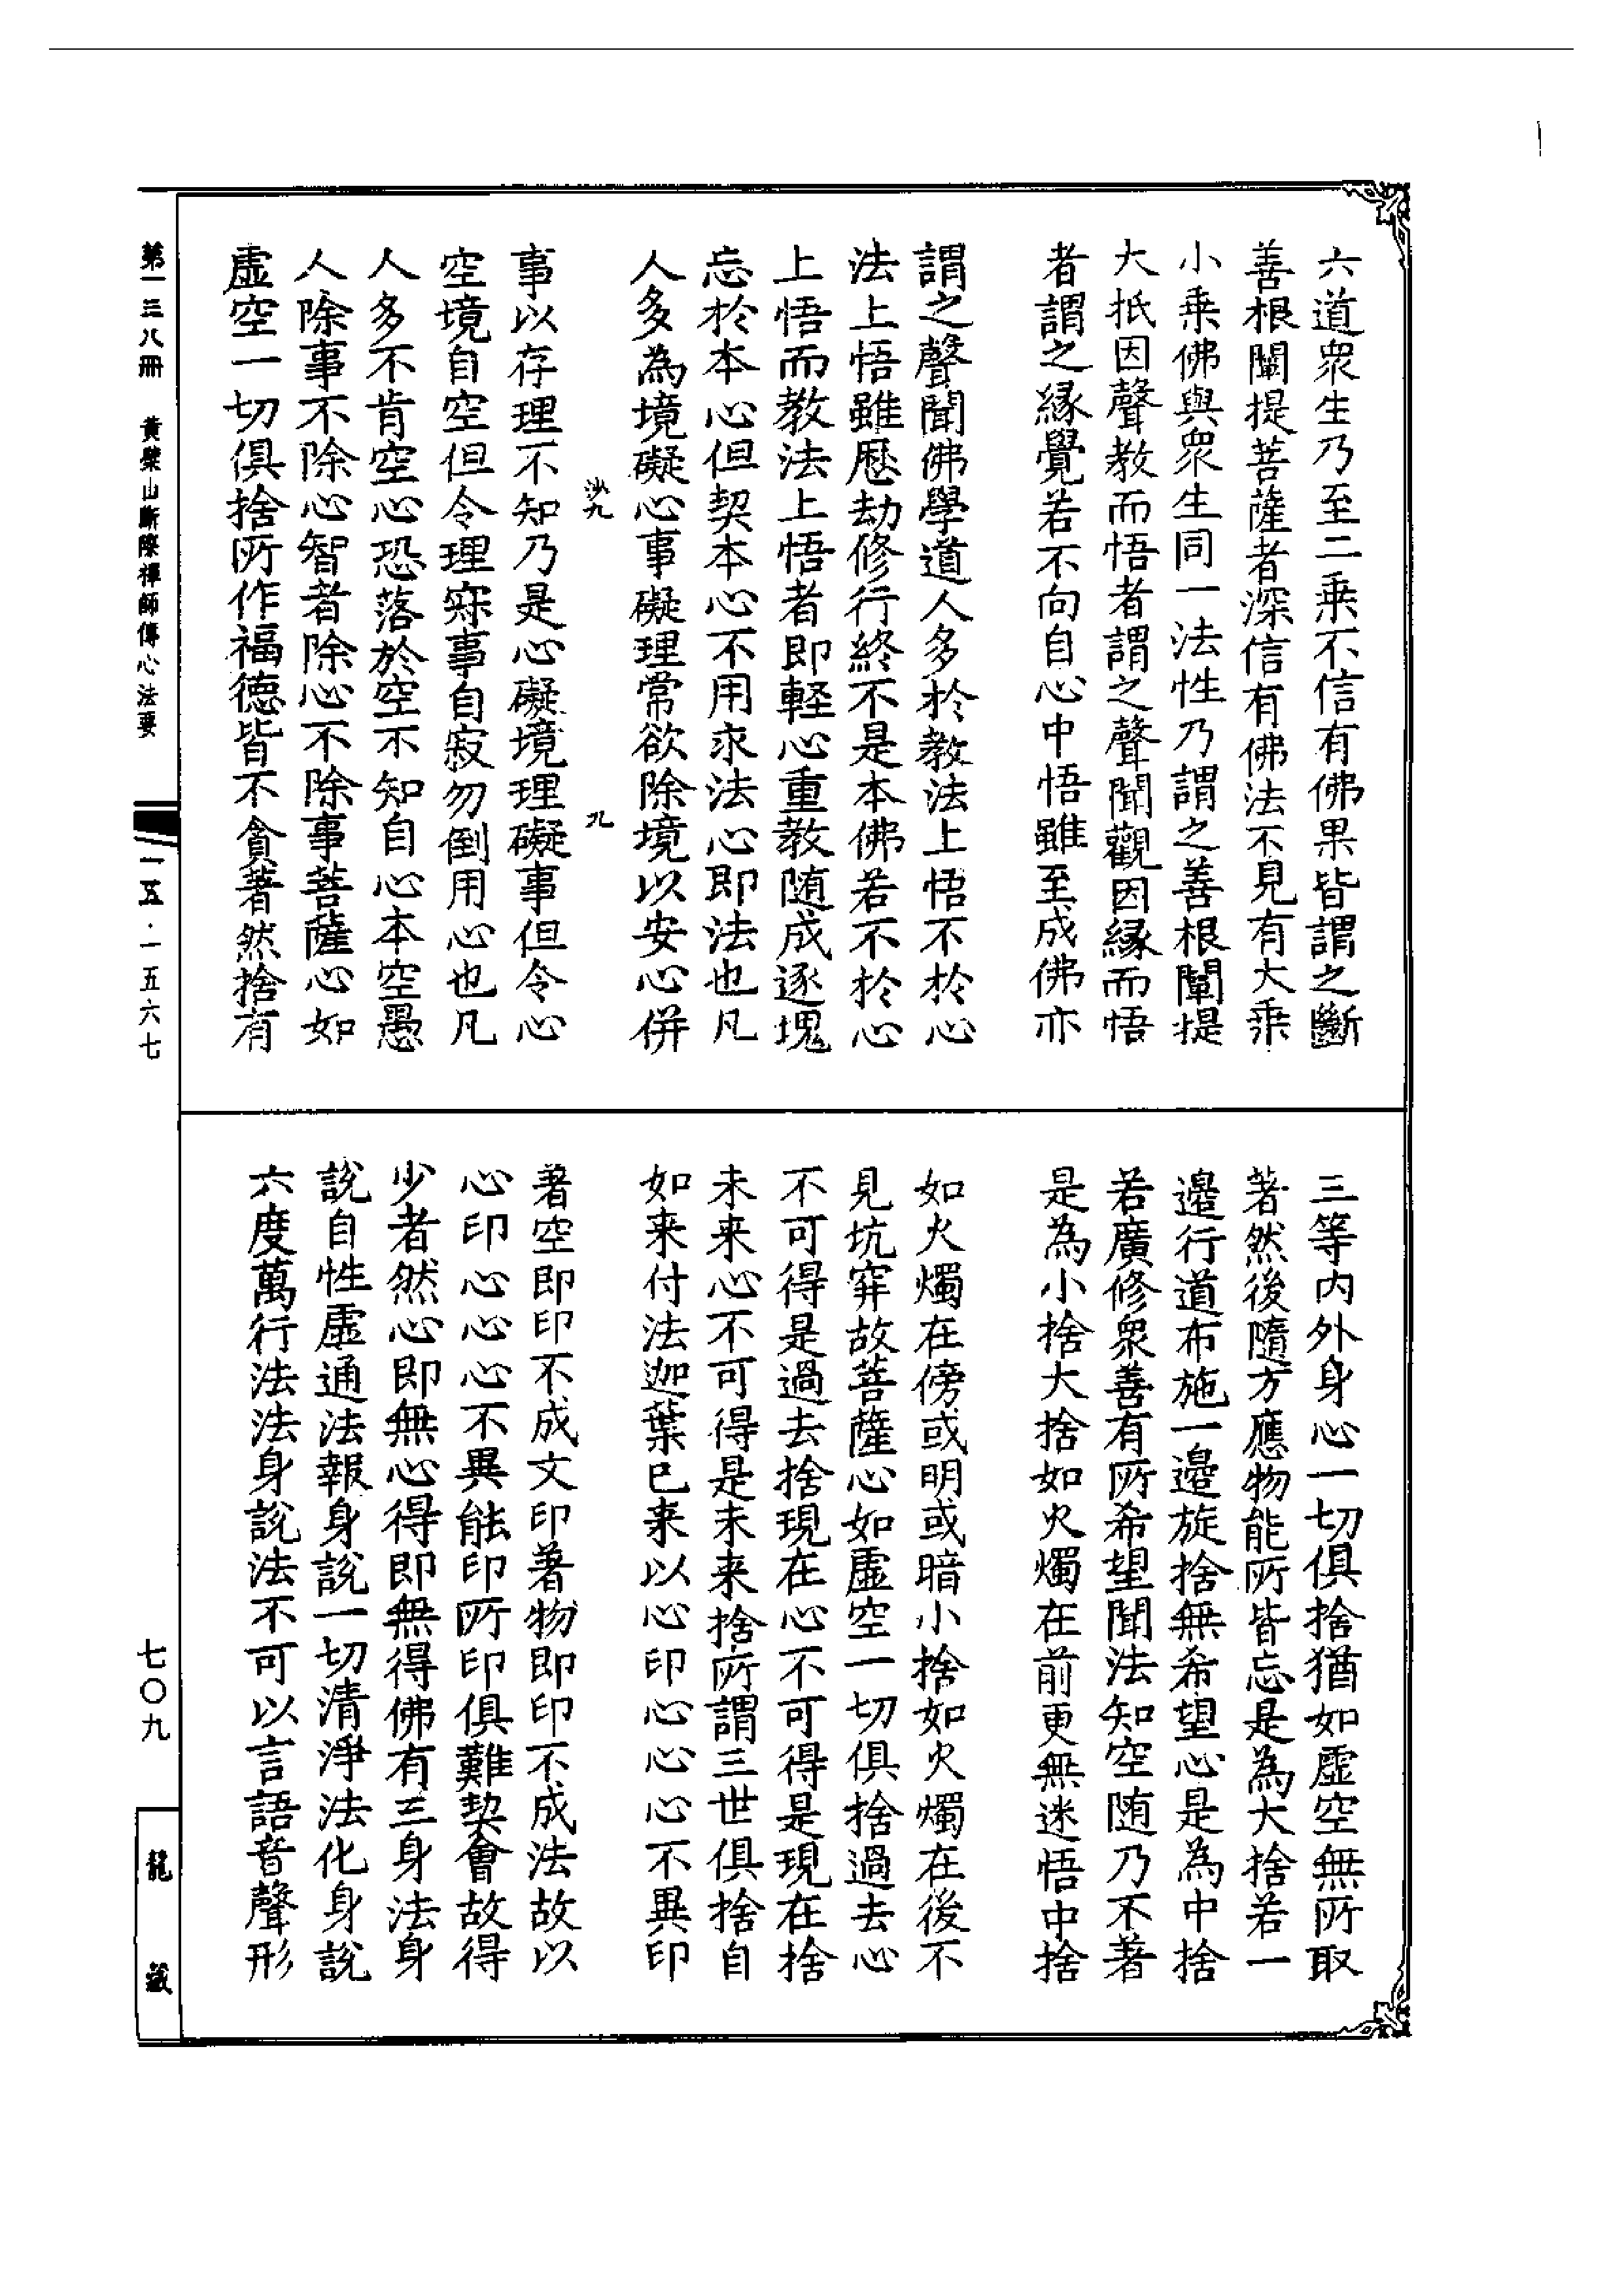 六道衆生乃至二乘不信有佛果皆謂之斷
善根闡提菩薩者深信有佛法不見有大乘
小乘佛與衆生同一法性乃謂之善根闡提
大抵因聲教而悟者謂之聲聞觀因緣而悟
者謂之緣覺若不向自心中悟雖至成佛亦
謂之聲聞佛學道人多於教法上悟不於心
法上悟雖歷劫修行終不是本佛若不於心
上悟而教法上悟者即輕心重教随成逐塊
忘於本心但契本心不用求法心即法也凡
人多為境礙心事礙理常欲除境以安心併
沙九
九
事以存理不知乃是心礙境理礙事但令心
空境自空但令理寂事自寂勿倒用心也凡
人多不肯空心恐落於空不知自心本空愚
人除事不除心智者除心不除事菩薩心如
虛空一切俱捨所作福德皆不貪著然捨有
三等内外身心一切俱捨猶如虛空無所取
著然後隨方應物能所皆忘是為大捨若一
邉行道布施一邉旋捨無希望心是為中捨
若廣修衆善有所希望聞法知空随乃不著
是為小捨大捨如火燭在前更無迷悟中捨
如火燭在傍或明或暗小捨如火燭在後不
見坑穽故菩薩心如虛空一切俱捨過去心
不可得是過去捨現在心不可得是現在捨
未来心不可得是未来捨所謂三世俱捨自
如来付法迦葉已来以心印心心心不異印
著空即印不成文印著物即印不成法故以
心印心心心不異能印所印俱難契會故得
少者然心即無心得即無得佛有三身法身
說自性虛通法報身說一切清淨法化身說
六度萬行法法身說法不可以言語音聲形
第一三八冊 黃檗山斷際禪師傳心法要
一五·一五六七
七〇九
龍藏